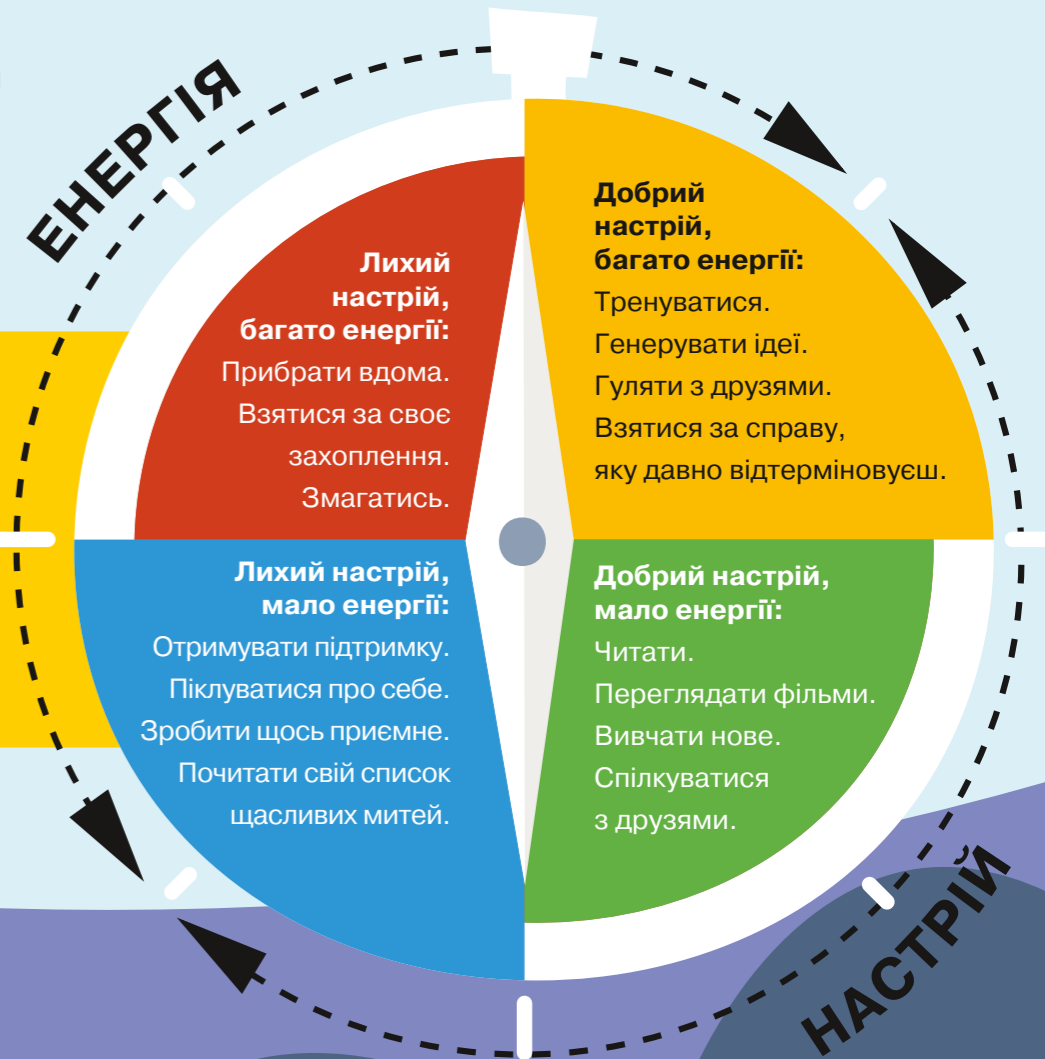 ЕНЕРГІЯ
Лихий
настрій,
багато енергії:
Прибрати вдома.
Взятися за своє
захоплення.
Змагатись.
Добрий
настрій,
багато енергії:
Тренуватися.
Генерувати ідеї.
Гуляти з друзями.
Взятися за справу,
яку давно відтерміновуєш.
Лихий настрій,
мало енергії:
Отримувати підтримку.
Піклуватися про себе.
Зробити щось приємне.
Почитати свій список
щасливих митей.
Добрий настрій,
мало енергії:
Читати.
Переглядати фільми.
Вивчати нове.
Спілкуватися
з друзями.
НАСТРІЙ